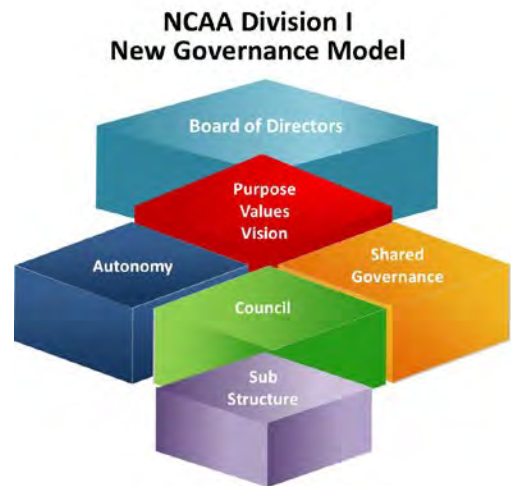 NCAA Division I
New Governance Model
Board of Directors
Purpose
Values
Vision
Autonomy
Shared
Governance
Council
Sub
Structure